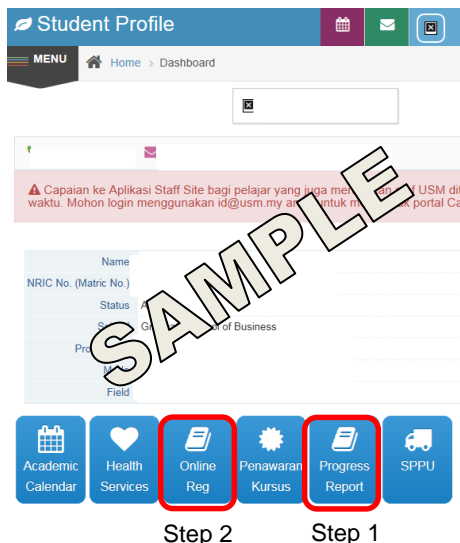 Student Profile
MENU
Home > Dashboard
Capaian ke Aplikasi Staff Site bagi pelajar yang juga USM
waktu. Mohon login menggunakan id@usm.my portal
Name
NRIC No. (Matric No.)
Status
of Business
Field
SAMPLE
Academic Calendar
Health Services
Online Reg
Penawaran Kursus
Progress Report
SPPU
Step 2
Step 1